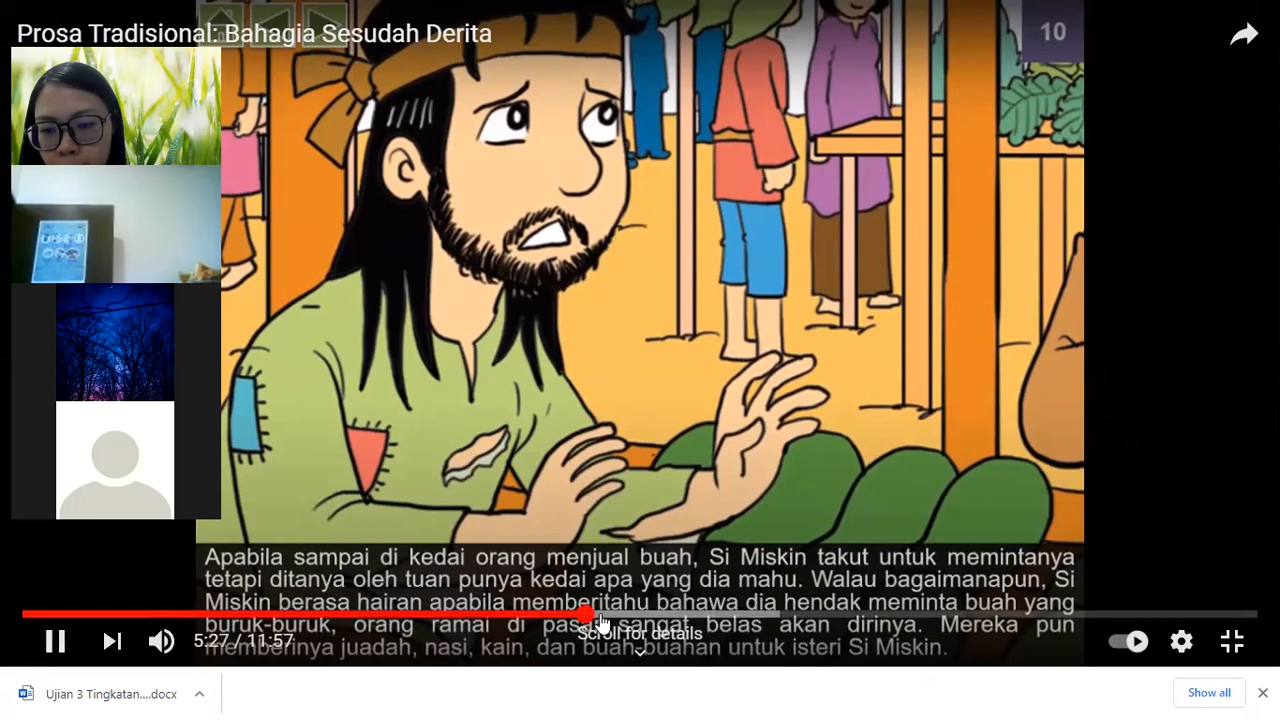 Prosa Tradisional: Bahagia Sesudah Derita
10
Apabila sampai di kedai orang menjual buah, Si Miskin takut untuk memintanya
tetapi ditanya oleh tuan punya kedai apa yang dia mahu. Walau bagaimanapun, Si
Miskin berasa hairan apabila memberitahu bahawa dia hendak meminta buah yang
buruk-buruk, orang ramai di pasar sangat belas akan dirinya. Mereka pun
memberinya juadah, nasi, kain, dan buah-buahan untuk isteri Si Miskin.
Scroll for details
5:27 / 11:57
Ujian 3 Tingkatan....docx
Show all